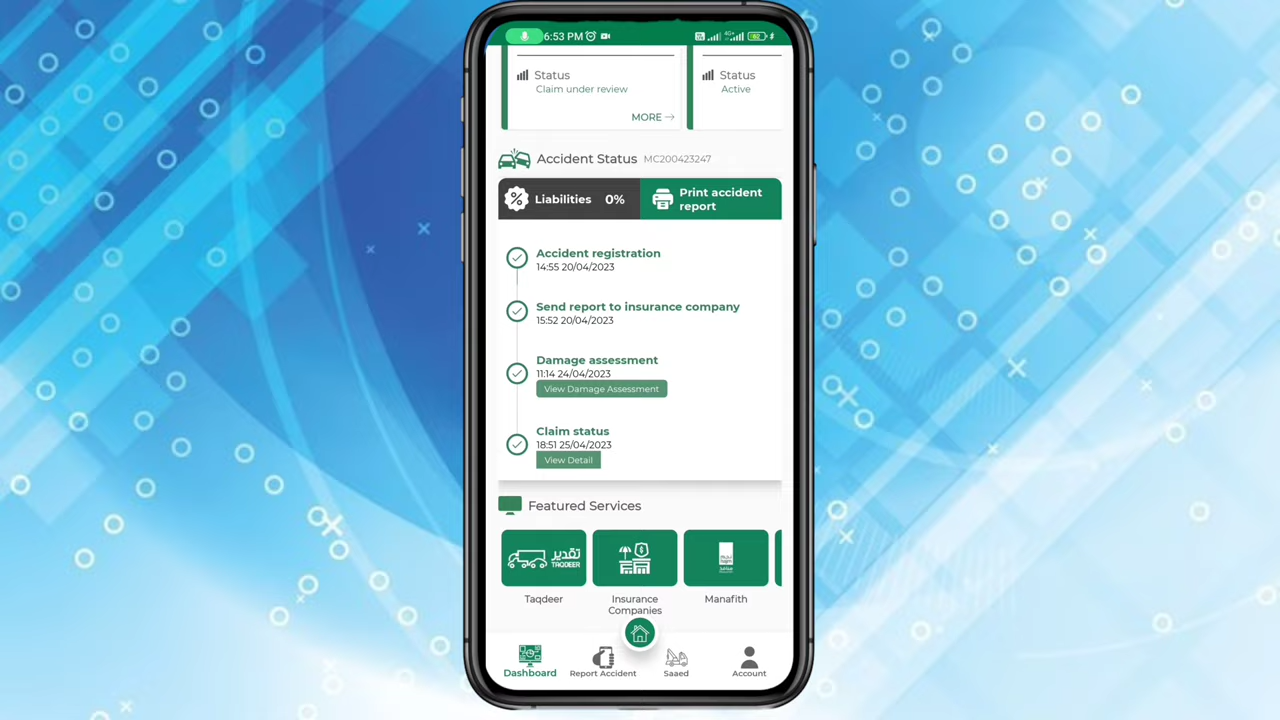 6:53 PM
Status
Claim under review
MORE →
Status
Active
Accident Status MC200423247
Liabilities 0%
Print accident
report
Accident registration
14:55 20/04/2023
Send report to insurance company
15:52 20/04/2023
Damage assessment
11:14 24/04/2023
View Damage Assessment
Claim status
18:51 25/04/2023
View Detail
Featured Services
تقدير
TAQDEER
Taqdeer
Insurance
Companies
Manafith
Dashboard
Report Accident
Saaed
Account